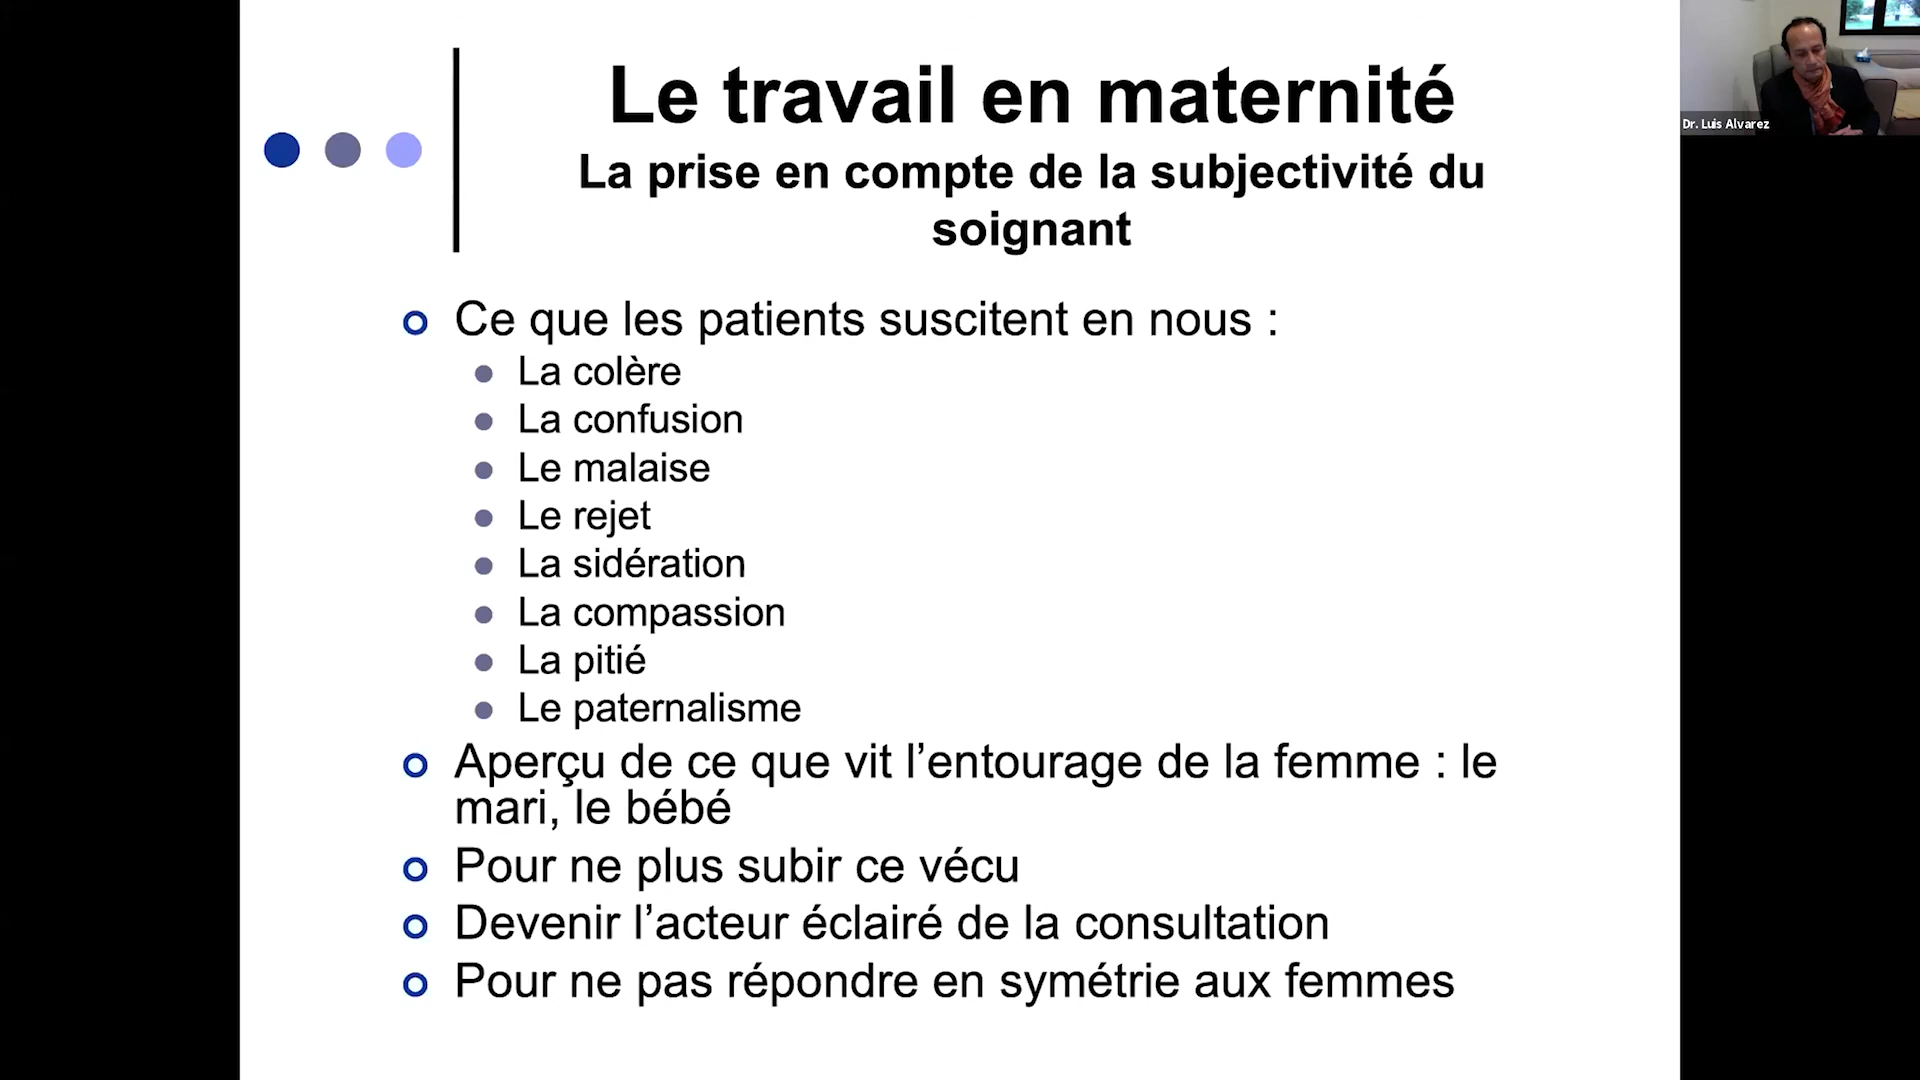 Le travail en maternité
La prise en compte de la subjectivité du
soignant
Ce que les patients suscitent en nous :
La colère
La confusion
Le malaise
Le rejet
La sidération
La compassion
La pitié
Le paternalisme
Aperçu de ce que vit l’entourage de la femme : le
mari, le bébé
Pour ne plus subir ce vécu
Devenir l’acteur éclairé de la consultation
Pour ne pas répondre en symétrie aux femmes
Dr. Luis Alvarez